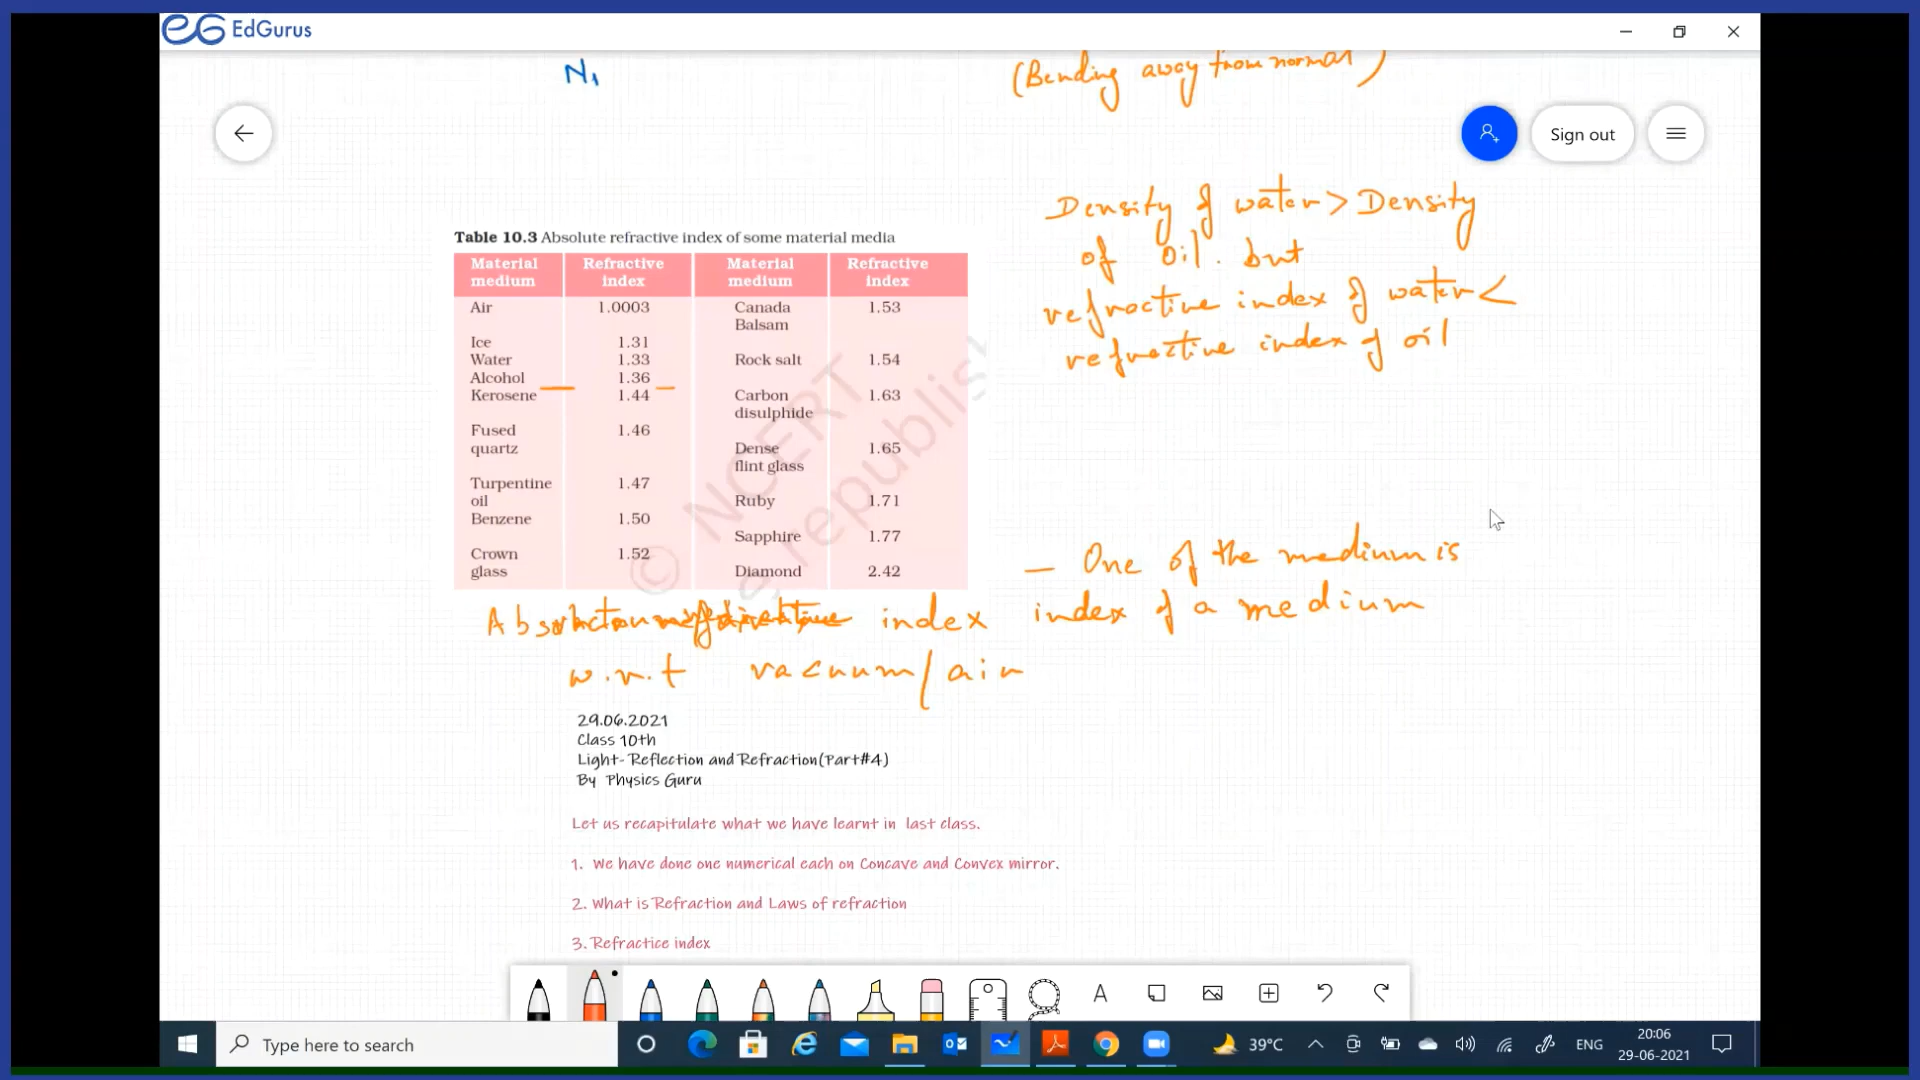 EdGurus
N1
(Bending away from normal)
Sign out
Density of water > Density
of oil. but
refractive index of water <
refractive index of oil
Table 10.3 Absolute refractive index of some material media
Material medium Refractive index Material medium Refractive index
Air 1.0003 Canada Balsam 1.53
Ice 1.31
Water 1.33 Rock salt 1.54
Alcohol 1.36
Kerosene 1.44 Carbon disulphide 1.63
Fused quartz 1.46 Dense flint glass 1.65
Turpentine oil 1.47 Ruby 1.71
Benzene 1.50 Sapphire 1.77
Crown glass 1.52 Diamond 2.42
© NCERT
republis
— One of the medium is
index index of a medium
w.r.t vacuum/air
29.06.2021
Class 10th
Light- Reflection and Refraction(Part#4)
By Physics Guru
Let us recapitulate what we have learnt in last class.
1. We have done one numerical each on Concave and Convex mirror.
2. What is Refraction and Laws of refraction
3. Refractice index
Type here to search
39°C
ENG
20:06
29-06-2021